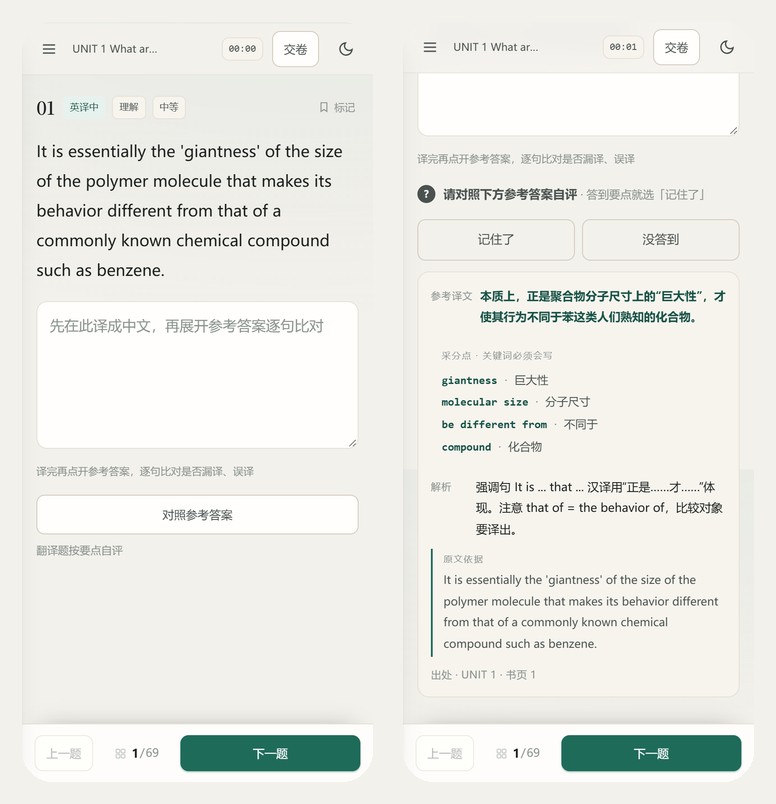 UNIT 1 What ar...
00:00
交卷
01
英译中
理解
中等
标记
It is essentially the 'giantness' of the size
of the polymer molecule that makes its
behavior different from that of a
commonly known chemical compound
such as benzene.
先在此译成中文，再展开参考答案逐句比对
译完再点开参考答案，逐句比对是否漏译、误译
对照参考答案
翻译题按要点自评
上一题
1/69
下一题
UNIT 1 What ar...
00:01
交卷
译完再点开参考答案，逐句比对是否漏译、误译
? 请对照下方参考答案自评 · 答到要点就选「记住了」
记住了
没答到
参考译文 本质上，正是聚合物分子尺寸上的“巨大性”，才
使其行为不同于苯这类人们熟知的化合物。
采分点 · 关键词必须会写
giantness · 巨大性
molecular size · 分子尺寸
be different from · 不同于
compound · 化合物
解析 强调句 It is ... that ... 汉译用“正是……才……”体
现。注意 that of = the behavior of，比较对象
要译出。
原文依据
It is essentially the 'giantness' of the size of the
polymer molecule that makes its behavior different
from that of a commonly known chemical
compound such as benzene.
出处 · UNIT 1 · 书页 1
上一题
1/69
下一题